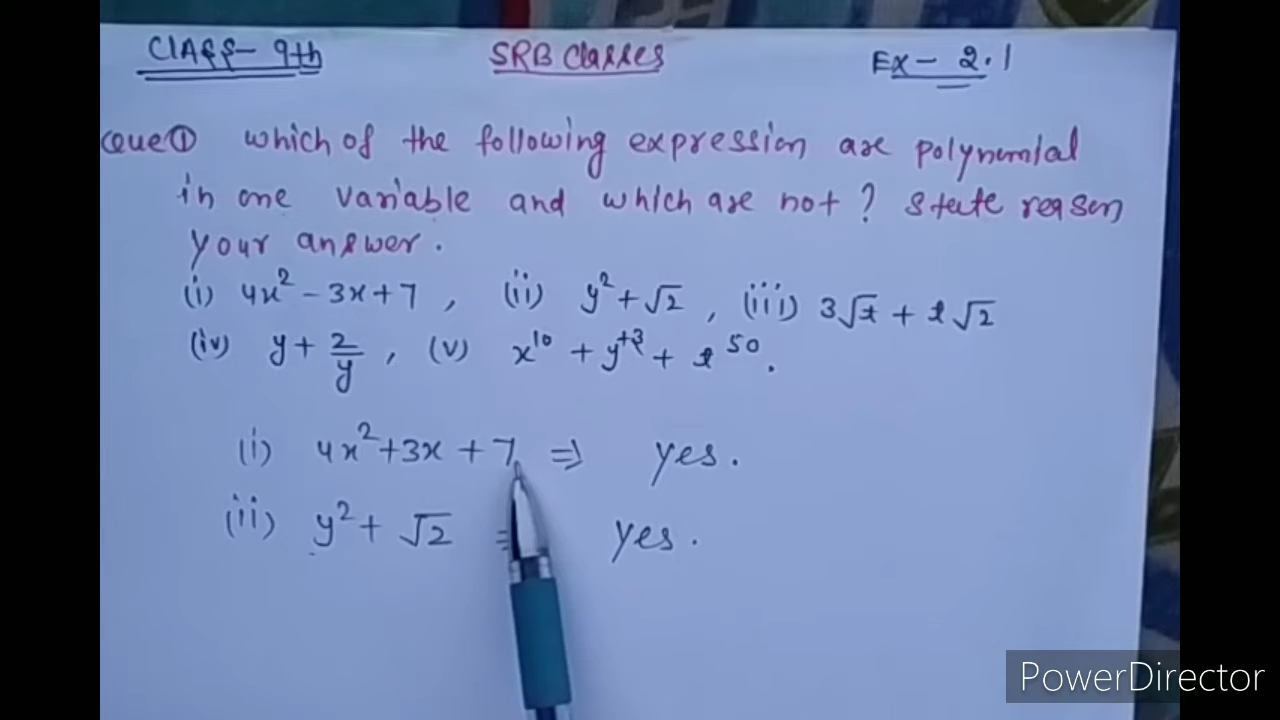 CLASS- 9th SRB Classes Ex- 2.1
Que① which of the following expression are polynomial
in one variable and which are not? state reason
your answer.
(i) 4x² - 3x + 7 , (ii) y² + √2 , (iii) 3√t + t√2
(iv) y + 2/y , (v) x¹⁰ + y⁺³ + t⁵⁰.
(i) 4x² + 3x + 7 ⇒ yes.
(ii) y² + √2 = yes.
PowerDirector